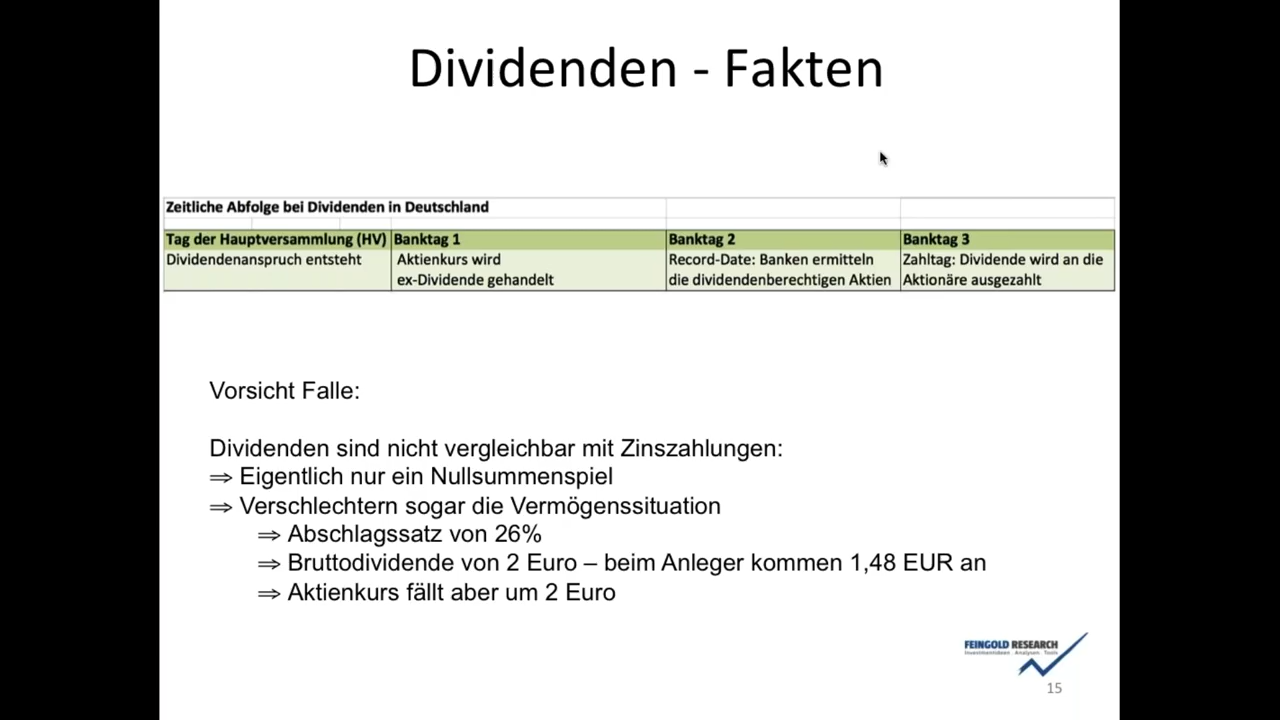 Dividenden - Fakten
Zeitliche Abfolge bei Dividenden in Deutschland
Tag der Hauptversammlung (HV) Banktag 1 Banktag 2 Banktag 3
Dividendenanspruch entsteht Aktienkurs wird Record-Date: Banken ermitteln Zahltag: Dividende wird an die
ex-Dividende gehandelt die dividendenberechtigen Aktien Aktionäre ausgezahlt
Vorsicht Falle:
Dividenden sind nicht vergleichbar mit Zinszahlungen:
⇒ Eigentlich nur ein Nullsummenspiel
⇒ Verschlechtern sogar die Vermögenssituation
⇒ Abschlagssatz von 26%
⇒ Bruttodividende von 2 Euro – beim Anleger kommen 1,48 EUR an
⇒ Aktienkurs fällt aber um 2 Euro
FEINGOLD RESEARCH
Investmentideen . Analysen . Tools
15